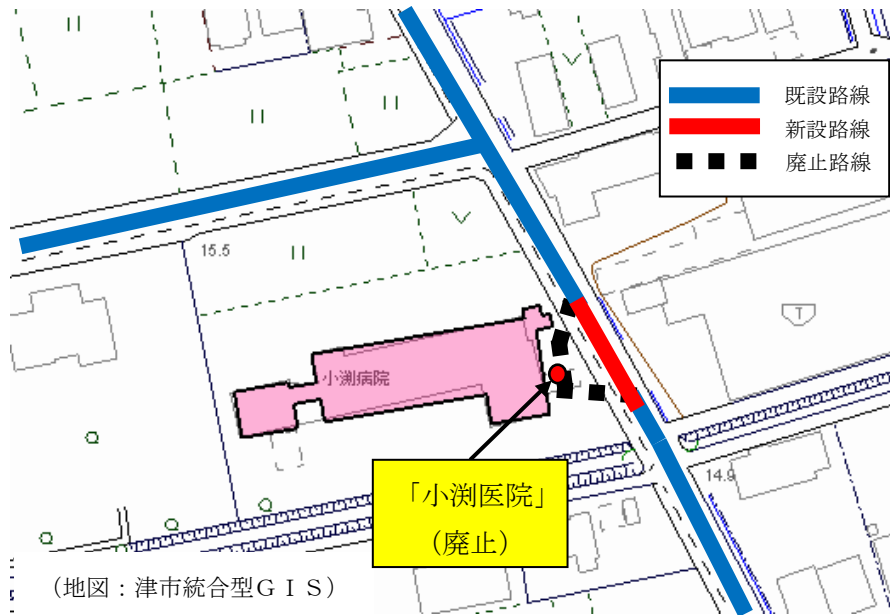 既設路線
新設路線
廃止路線
15.5
T
小渕病院
「小渕医院」
（廃止）
14.9
（地図：津市統合型ＧＩＳ）